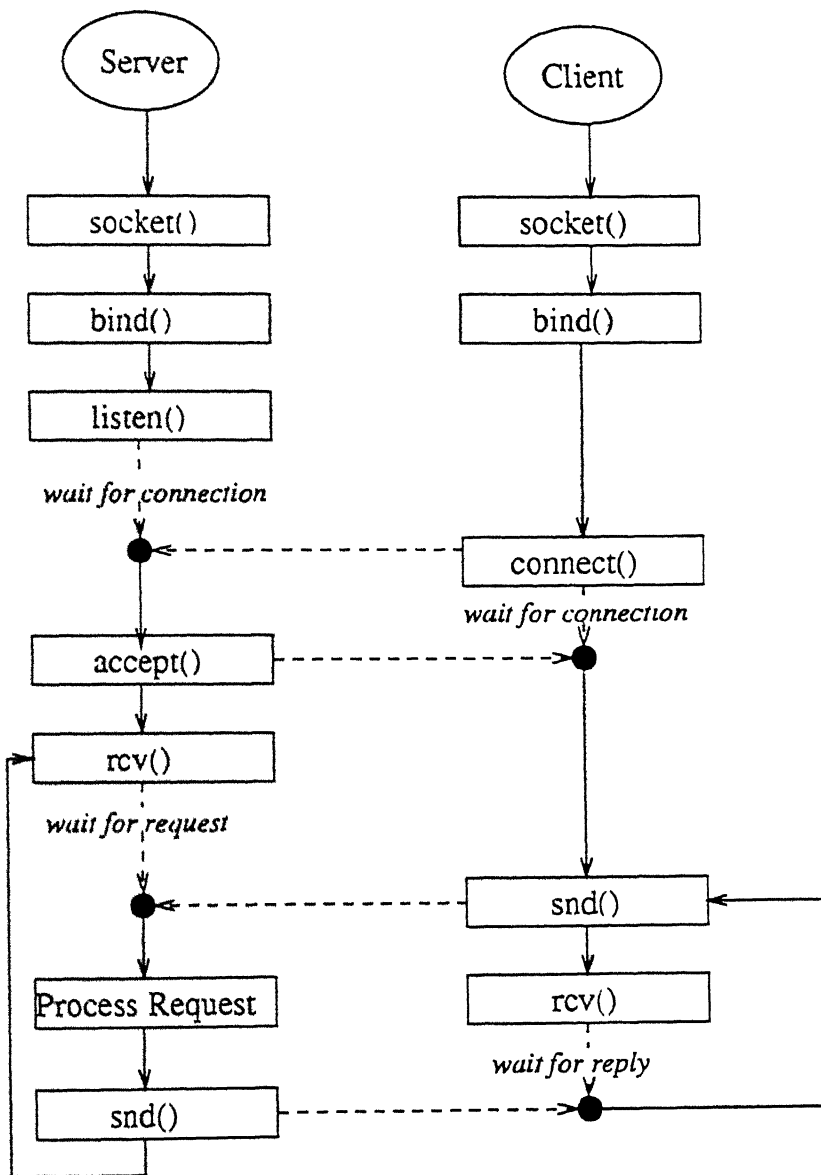 Server
Client
socket()
socket()
bind()
bind()
listen()
wait for connection
connect()
wait for connection
accept()
rcv()
wait for request
snd()
Process Request
rcv()
wait for reply
snd()